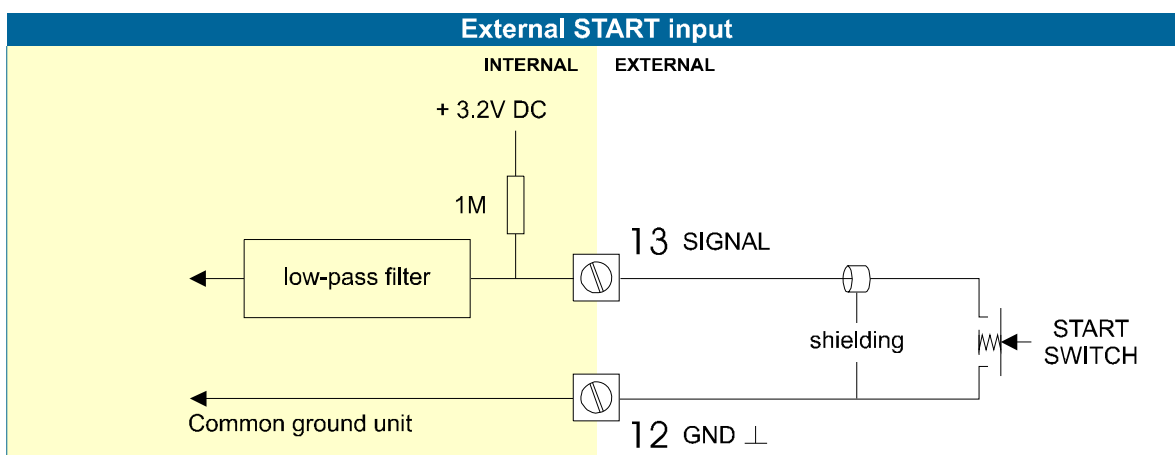 External START input
INTERNAL EXTERNAL
+ 3.2V DC
1M
13 SIGNAL
low-pass filter
shielding
START
SWITCH
Common ground unit
12 GND ⊥